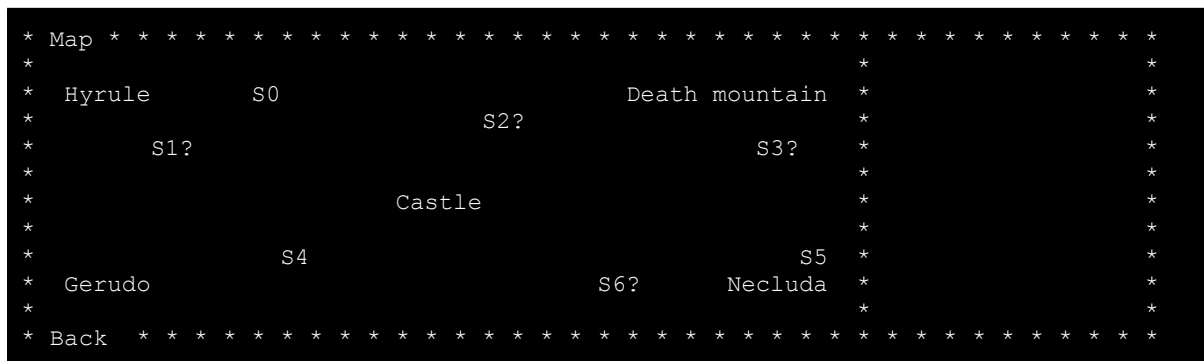 * Map * * * * * * * * * * * * * * * * * * * * * * * * * * * * * * * * * * * * *
*                                                         *                   *
*  Hyrule       S0                        Death mountain  *                   *
*                               S2?                       *                   *
*        S1?                                       S3?    *                   *
*                                                         *                   *
*                         Castle                          *                   *
*                                                         *                   *
*                 S4                                  S5  *                   *
*  Gerudo                               S6?     Necluda   *                   *
*                                                         *                   *
* Back  * * * * * * * * * * * * * * * * * * * * * * * * * * * * * * * * * * * *